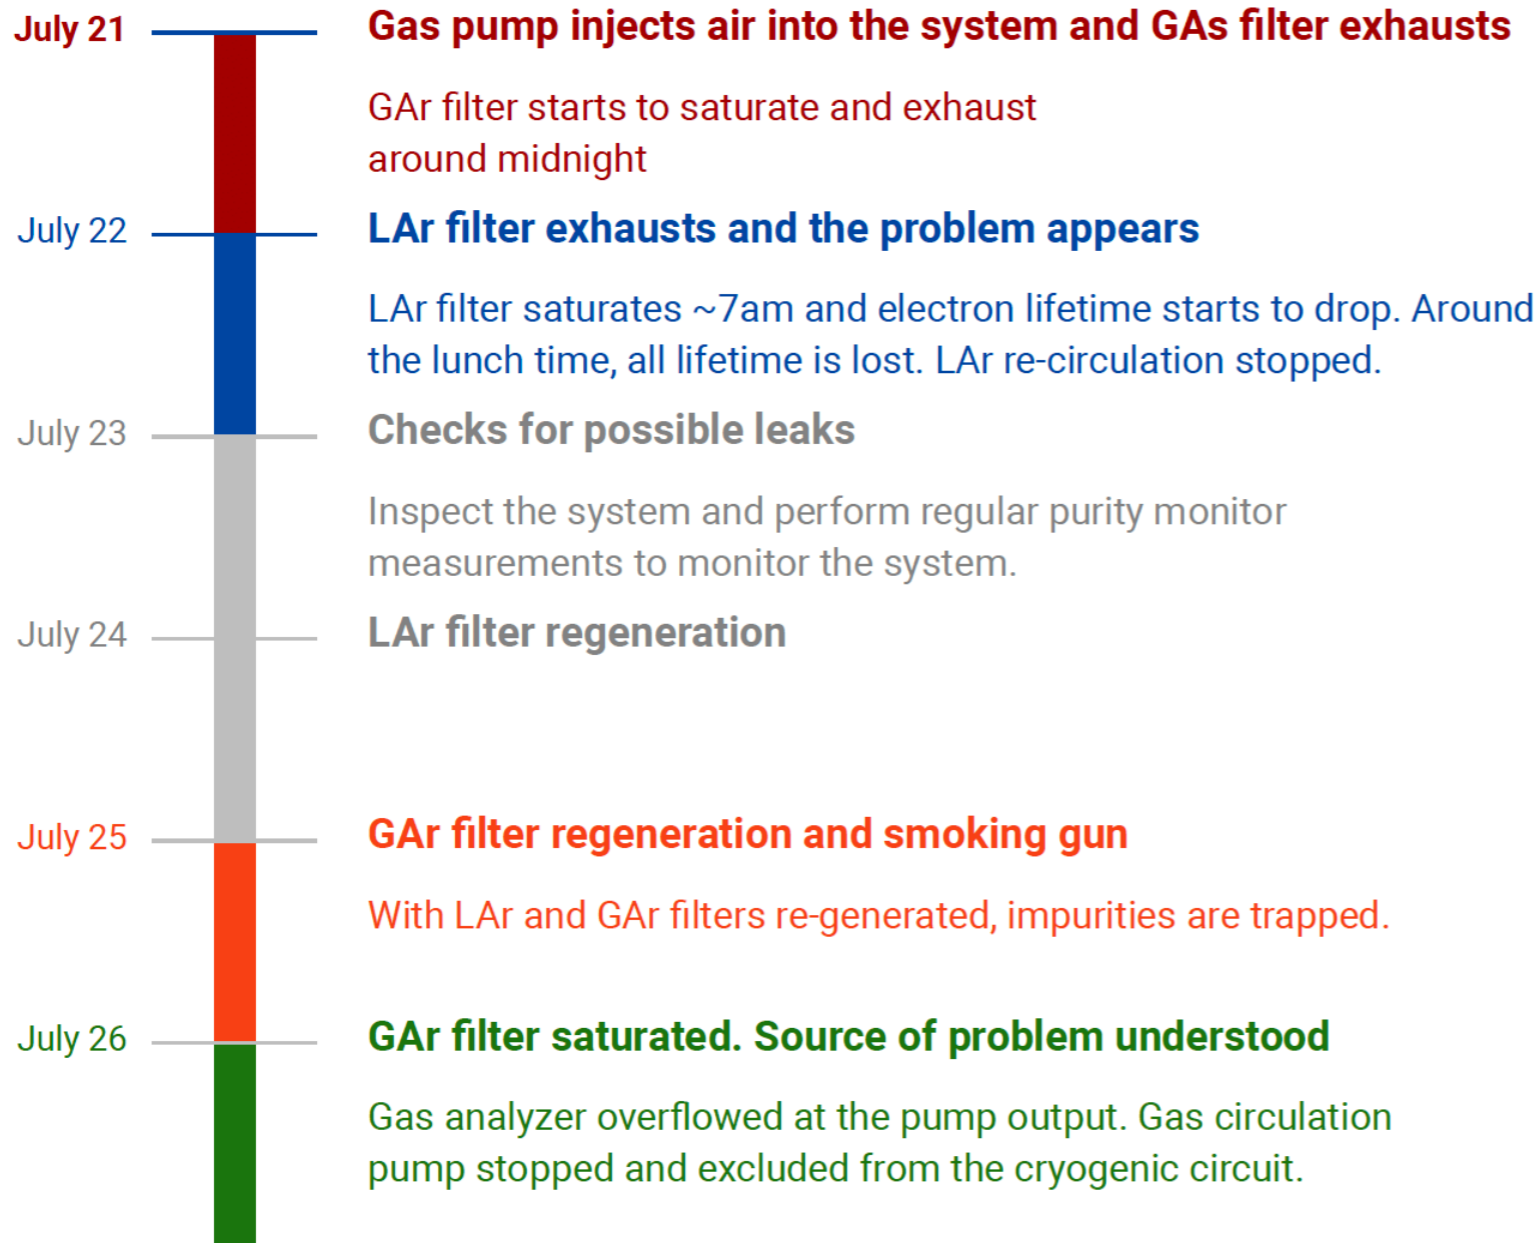 July 21
Gas pump injects air into the system and GAs filter exhausts
GAr filter starts to saturate and exhaust
around midnight
July 22
LAr filter exhausts and the problem appears
LAr filter saturates ~7am and electron lifetime starts to drop. Around
the lunch time, all lifetime is lost. LAr re-circulation stopped.
July 23
Checks for possible leaks
Inspect the system and perform regular purity monitor
measurements to monitor the system.
July 24
LAr filter regeneration
July 25
GAr filter regeneration and smoking gun
With LAr and GAr filters re-generated, impurities are trapped.
July 26
GAr filter saturated. Source of problem understood
Gas analyzer overflowed at the pump output. Gas circulation
pump stopped and excluded from the cryogenic circuit.